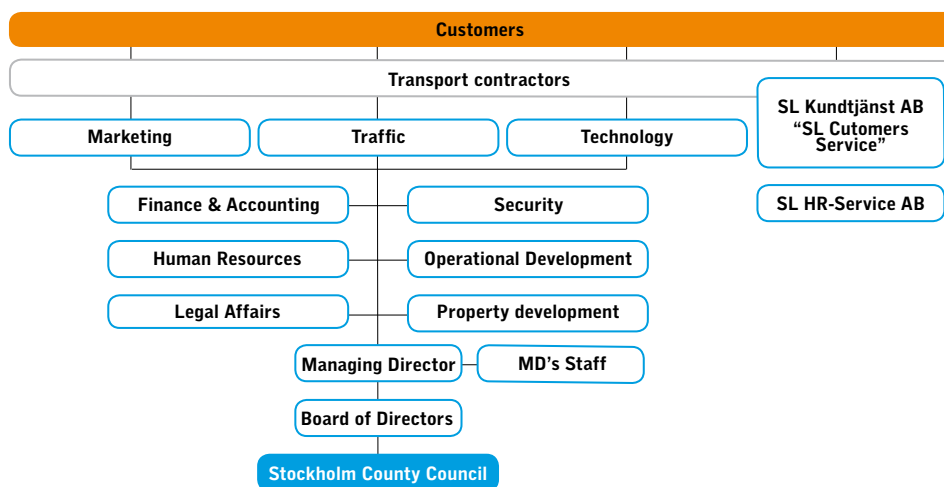 Customers
Transport contractors
SL Kundtjänst AB
“SL Cutomers
Service”
Marketing
Traffic
Technology
SL HR-Service AB
Finance & Accounting
Security
Human Resources
Operational Development
Legal Affairs
Property development
Managing Director
MD’s Staff
Board of Directors
Stockholm County Council